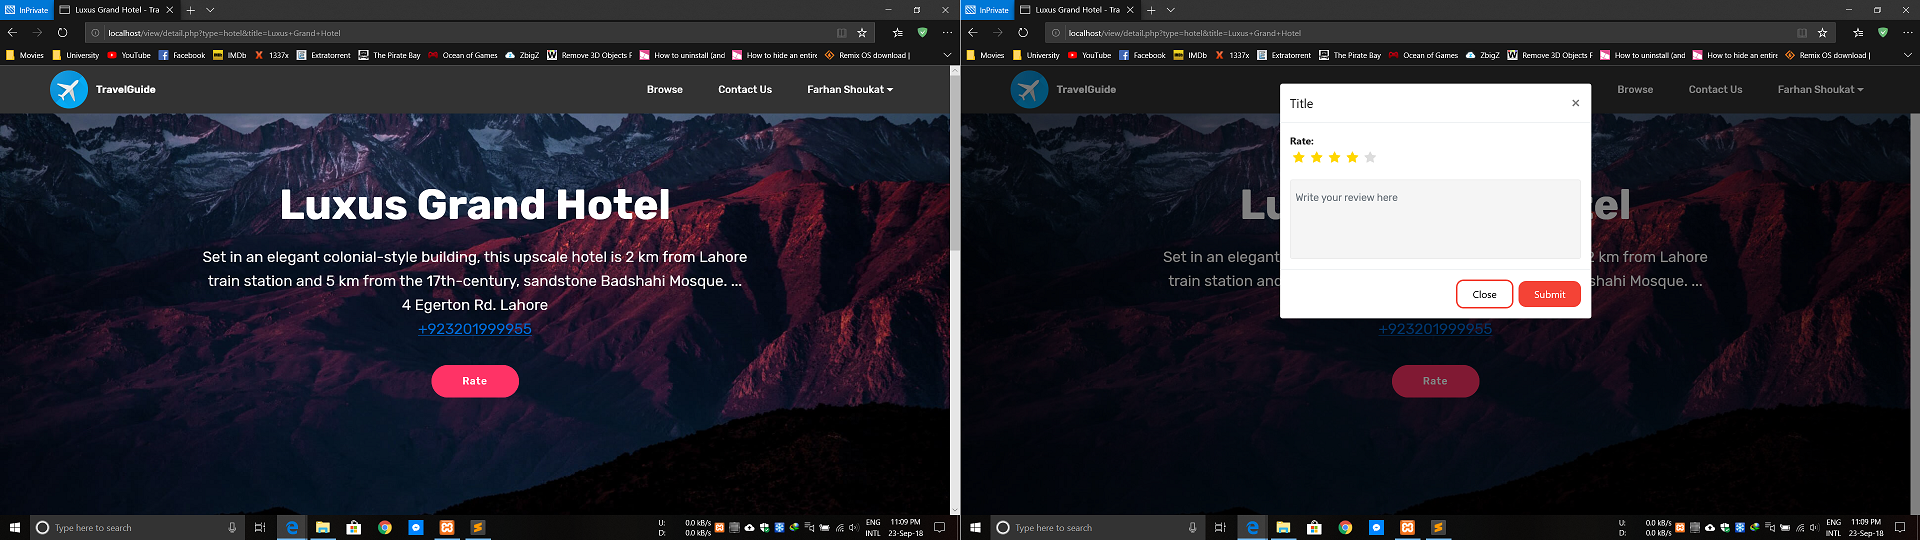 InPrivate
Luxus Grand Hotel - Tra
localhost/view/detail.php?type=hotel&title=Luxus+Grand+Hotel
Movies University YouTube Facebook IMDb 1337x Extratorrent The Pirate Bay Ocean of Games ZbigZ Remove 3D Objects F How to uninstall (and How to hide an entire Remix OS download |
TravelGuide
Browse Contact Us Farhan Shoukat
Luxus Grand Hotel
Set in an elegant colonial-style building, this upscale hotel is 2 km from Lahore
train station and 5 km from the 17th-century, sandstone Badshahi Mosque. ...
4 Egerton Rd. Lahore
+923201999955
Rate
Type here to search
U: 0.0 kB/s
D: 0.0 kB/s
ENG
INTL
11:09 PM
23-Sep-18
InPrivate
Luxus Grand Hotel - Tra
localhost/view/detail.php?type=hotel&title=Luxus+Grand+Hotel
Movies University YouTube Facebook IMDb 1337x Extratorrent The Pirate Bay Ocean of Games ZbigZ Remove 3D Objects F How to uninstall (and How to hide an entire Remix OS download |
TravelGuide
Browse Contact Us Farhan Shoukat
Title
Rate:
Write your review here
Close Submit
Lu tel
Set in an elegant 2 km from Lahore
train station and shahi Mosque. ...
+923201999955
Rate
Type here to search
U: 0.0 kB/s
D: 0.0 kB/s
ENG
INTL
11:09 PM
23-Sep-18